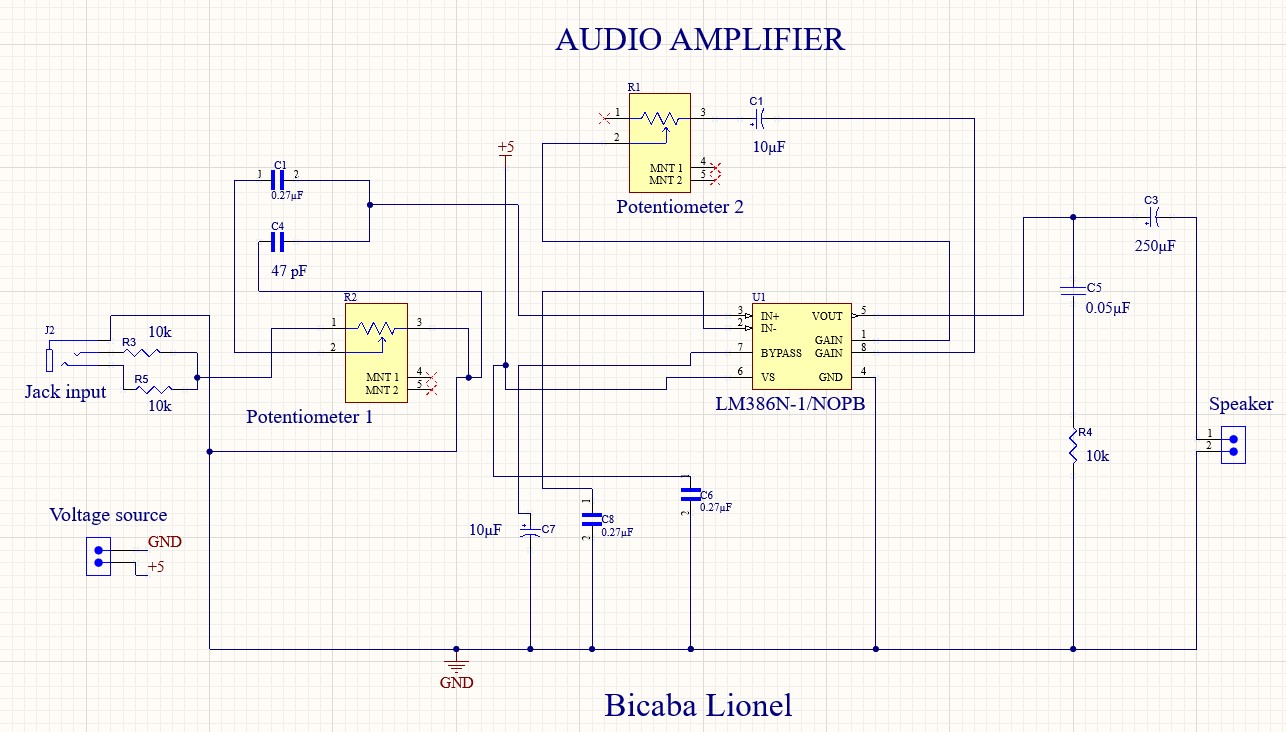 AUDIO AMPLIFIER
R1
1
3
2
MNT 1 4
MNT 2 5
Potentiometer 2
C1
10µF
+5
C1
1 2
0.27µF
C4
47 pF
C3
250µF
C5
0.05µF
R2
1
3
2
MNT 1 4
MNT 2 5
Potentiometer 1
U1
3 IN+ VOUT 5
2 IN-
GAIN 1
7 BYPASS GAIN 8
6 VS GND 4
LM386N-1/NOPB
J2
10k
R3
R5
10k
Jack input
Speaker
1
2
R4
10k
1
C6
0.27µF
2
1
C8
0.27µF
2
10µF C7
Voltage source
GND
+5
GND
Bicaba Lionel